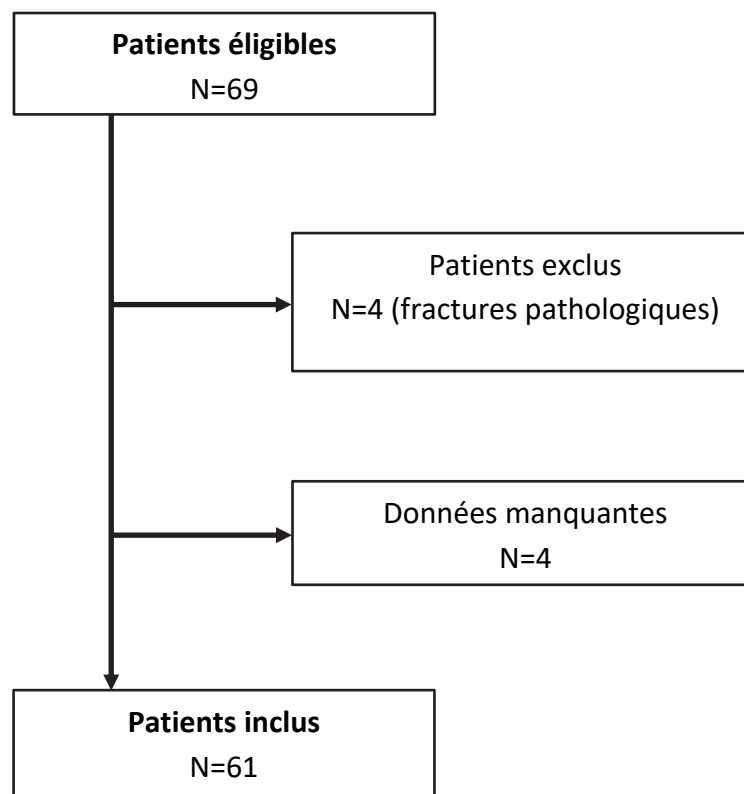 Patients éligibles
N=69
Patients exclus
N=4 (fractures pathologiques)
Données manquantes
N=4
Patients inclus
N=61